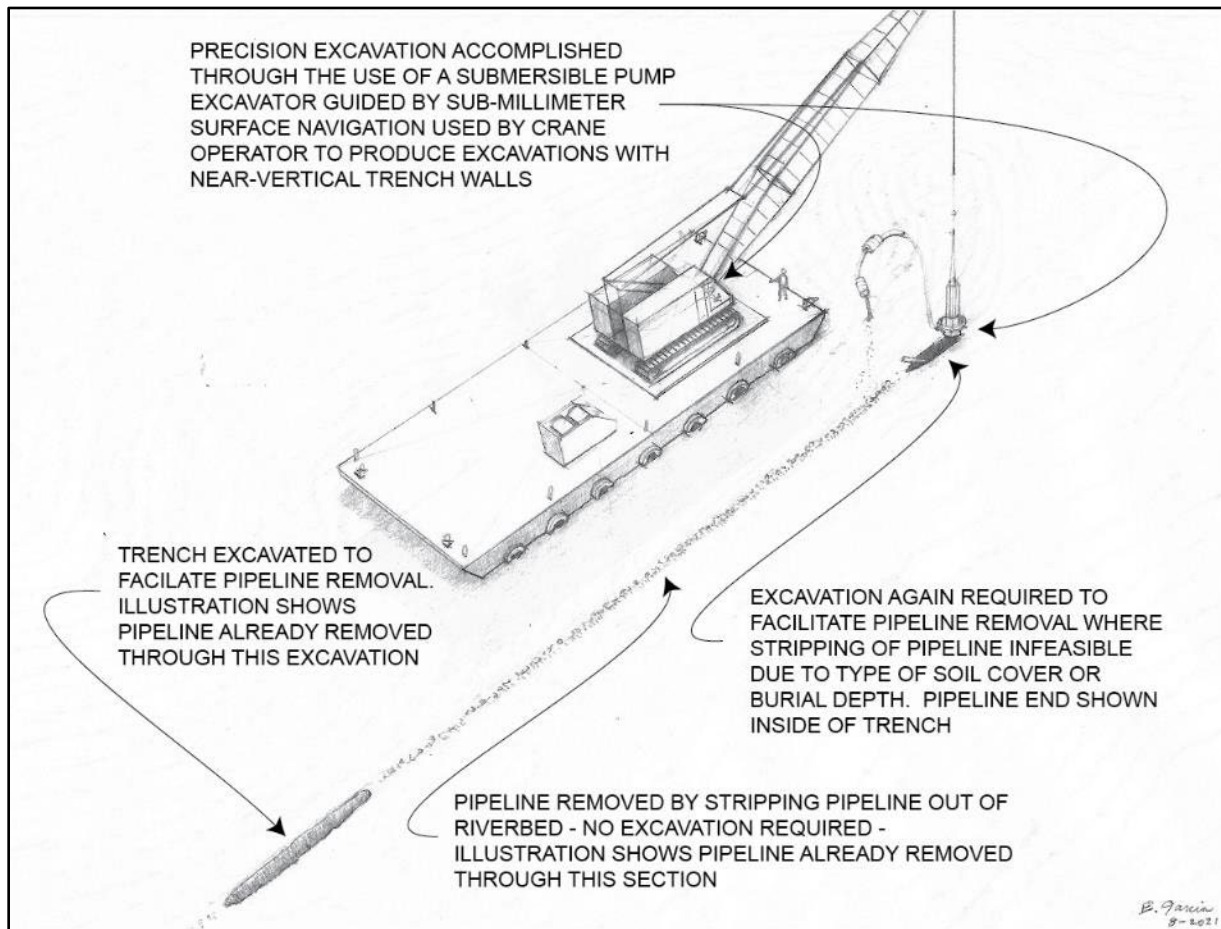 PRECISION EXCAVATION ACCOMPLISHED
THROUGH THE USE OF A SUBMERSIBLE PUMP
EXCAVATOR GUIDED BY SUB-MILLIMETER
SURFACE NAVIGATION USED BY CRANE
OPERATOR TO PRODUCE EXCAVATIONS WITH
NEAR-VERTICAL TRENCH WALLS
TRENCH EXCAVATED TO
FACILATE PIPELINE REMOVAL.
ILLUSTRATION SHOWS
PIPELINE ALREADY REMOVED
THROUGH THIS EXCAVATION
EXCAVATION AGAIN REQUIRED TO
FACILITATE PIPELINE REMOVAL WHERE
STRIPPING OF PIPELINE INFEASIBLE
DUE TO TYPE OF SOIL COVER OR
BURIAL DEPTH. PIPELINE END SHOWN
INSIDE OF TRENCH
PIPELINE REMOVED BY STRIPPING PIPELINE OUT OF
RIVERBED - NO EXCAVATION REQUIRED -
ILLUSTRATION SHOWS PIPELINE ALREADY REMOVED
THROUGH THIS SECTION
B. Garcia
8-2021